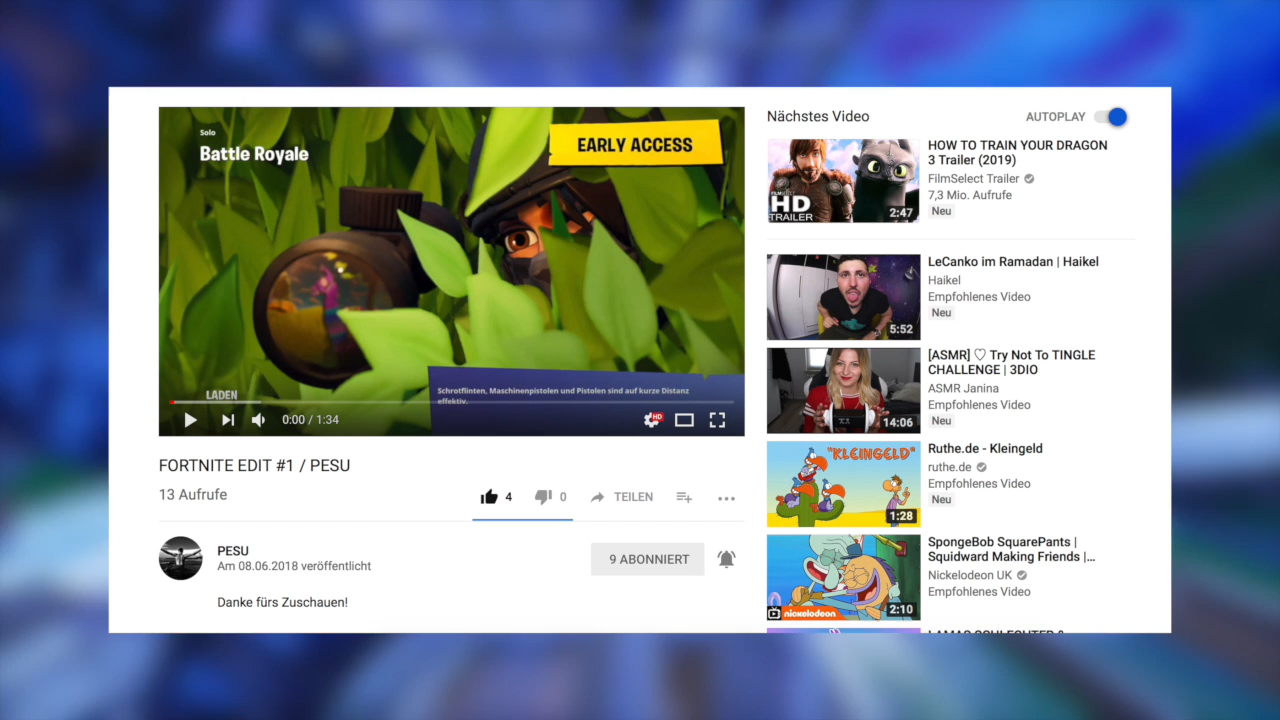 Solo
Battle Royale
EARLY ACCESS
LADEN
Schrotflinten, Maschinenpistolen und Pistolen sind auf kurze Distanz
effektiv.
0:00 / 1:34
HD
FORTNITE EDIT #1 / PESU
13 Aufrufe
4
0
TEILEN
PESU
Am 08.06.2018 veröffentlicht
9 ABONNIERT
Danke fürs Zuschauen!
Nächstes Video
AUTOPLAY
HD
TRAILER
2:47
HOW TO TRAIN YOUR DRAGON
3 Trailer (2019)
FilmSelect Trailer
7,3 Mio. Aufrufe
Neu
5:52
LeCanko im Ramadan | Haikel
Haikel
Empfohlenes Video
Neu
14:06
[ASMR] ♡ Try Not To TINGLE
CHALLENGE | 3DIO
ASMR Janina
Empfohlenes Video
Neu
"KLEINGELD"
1:28
Ruthe.de - Kleingeld
ruthe.de
Empfohlenes Video
Neu
nickelodeon
2:10
SpongeBob SquarePants |
Squidward Making Friends |...
Nickelodeon UK
Empfohlenes Video